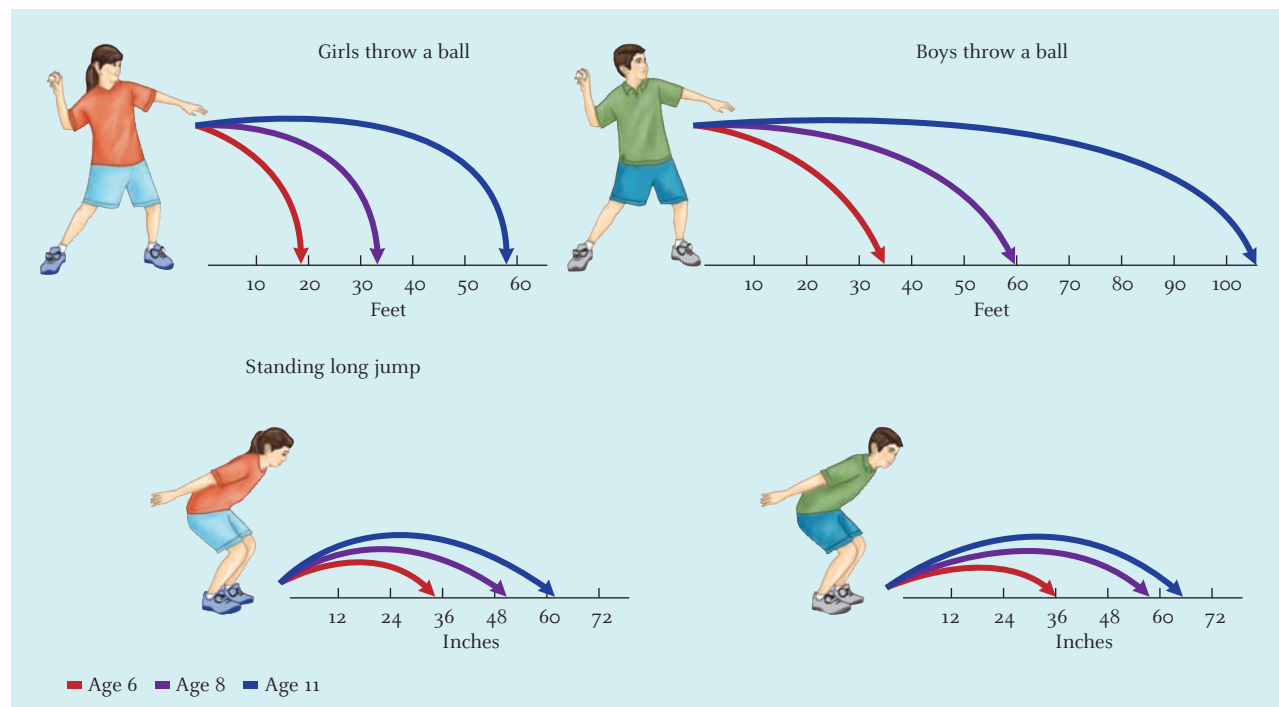 Girls throw a ball
Boys throw a ball
10 20 30 40 50 60
Feet
10 20 30 40 50 60 70 80 90 100
Feet
Standing long jump
12 24 36 48 60 72
Inches
12 24 36 48 60 72
Inches
Age 6 Age 8 Age 11